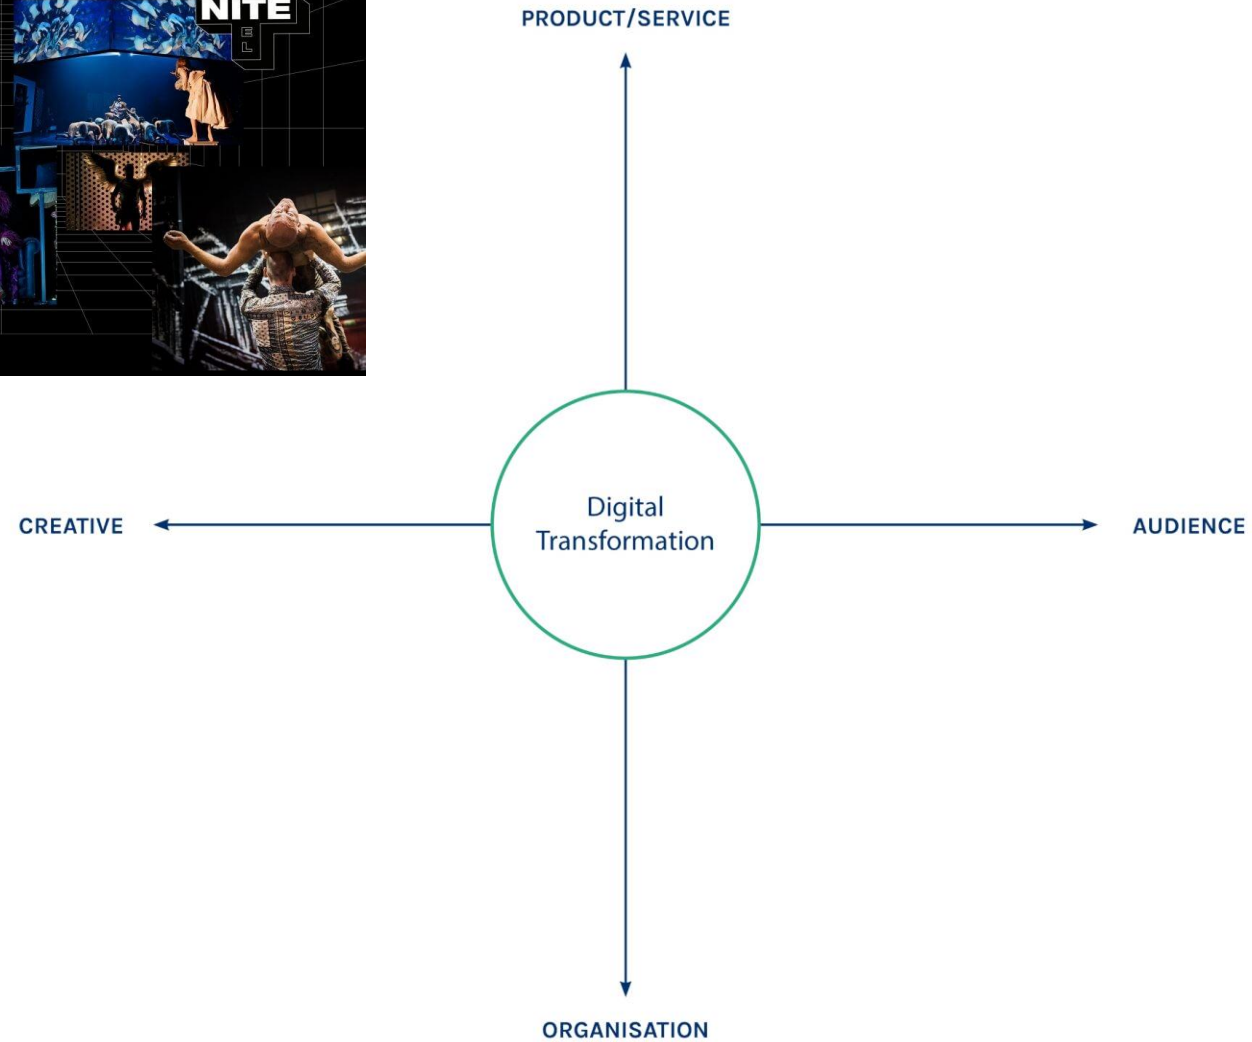 NITE
E
L
PRODUCT/SERVICE
CREATIVE
Digital
Transformation
AUDIENCE
ORGANISATION